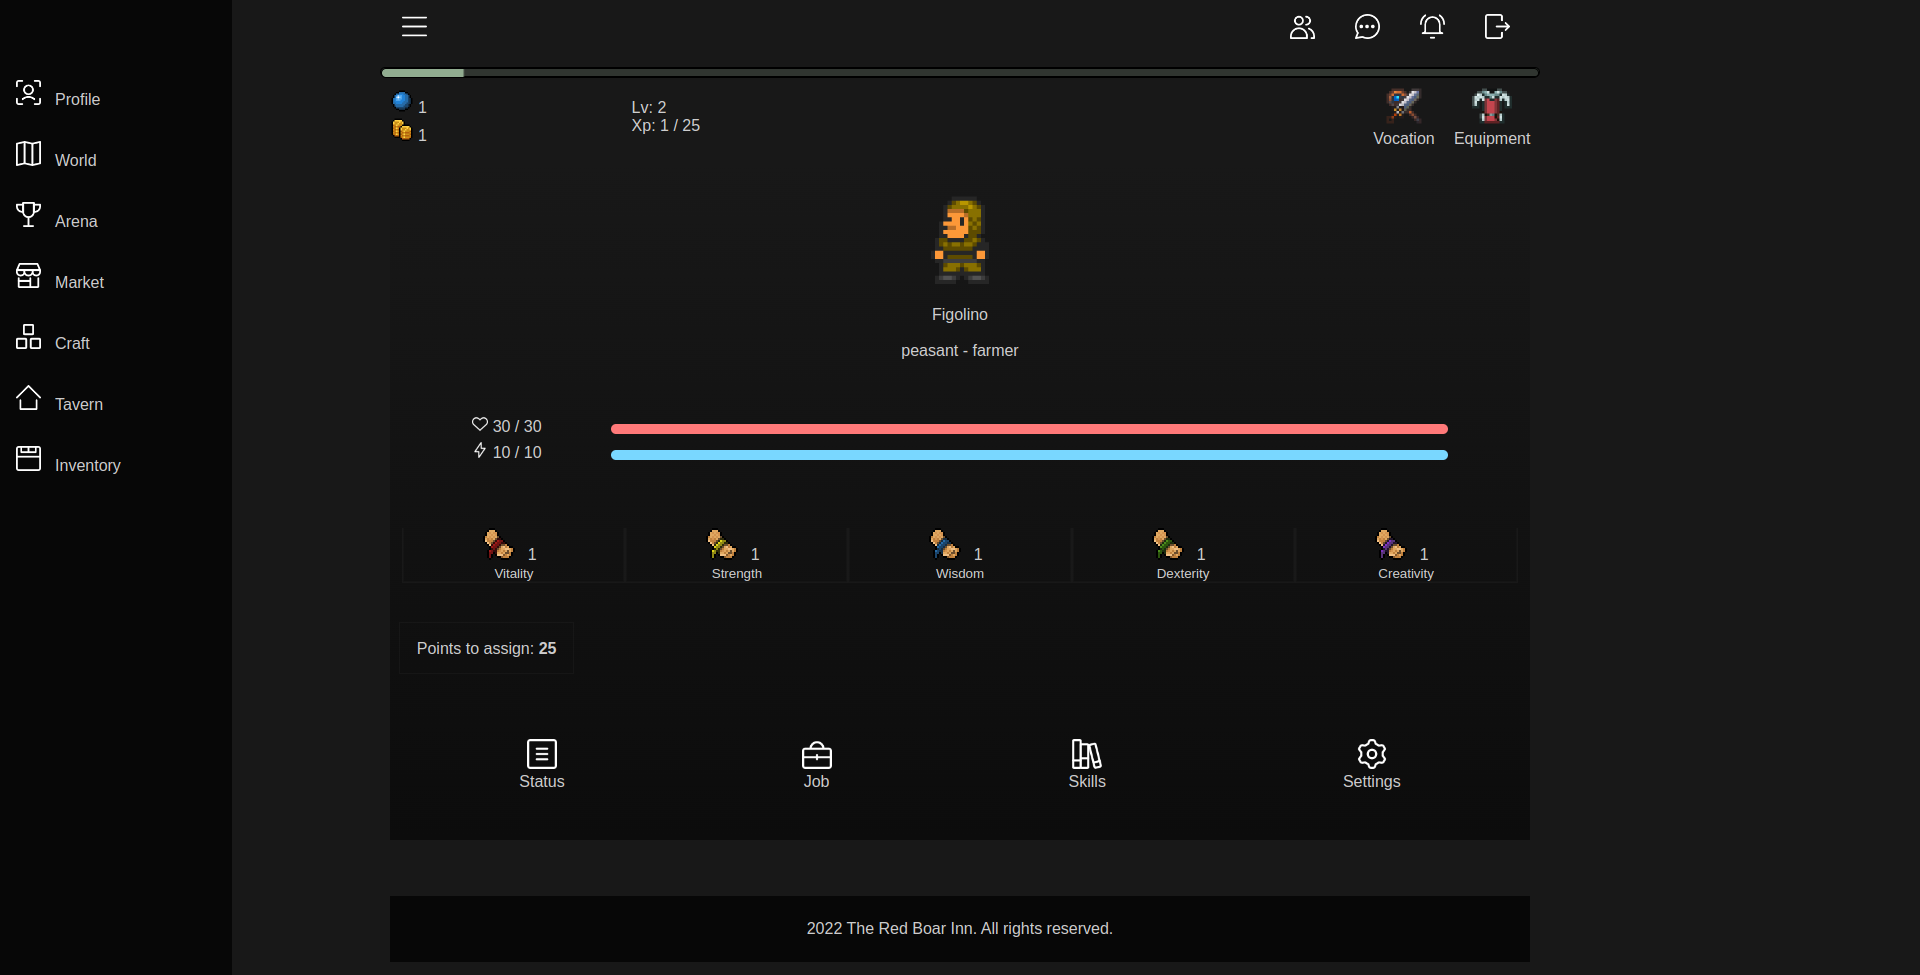 Profile
World
Arena
Market
Craft
Tavern
Inventory
1
1
Lv: 2
Xp: 1 / 25
Vocation
Equipment
Figolino
peasant - farmer
30 / 30
10 / 10
1
Vitality
1
Strength
1
Wisdom
1
Dexterity
1
Creativity
Points to assign: 25
Status
Job
Skills
Settings
2022 The Red Boar Inn. All rights reserved.